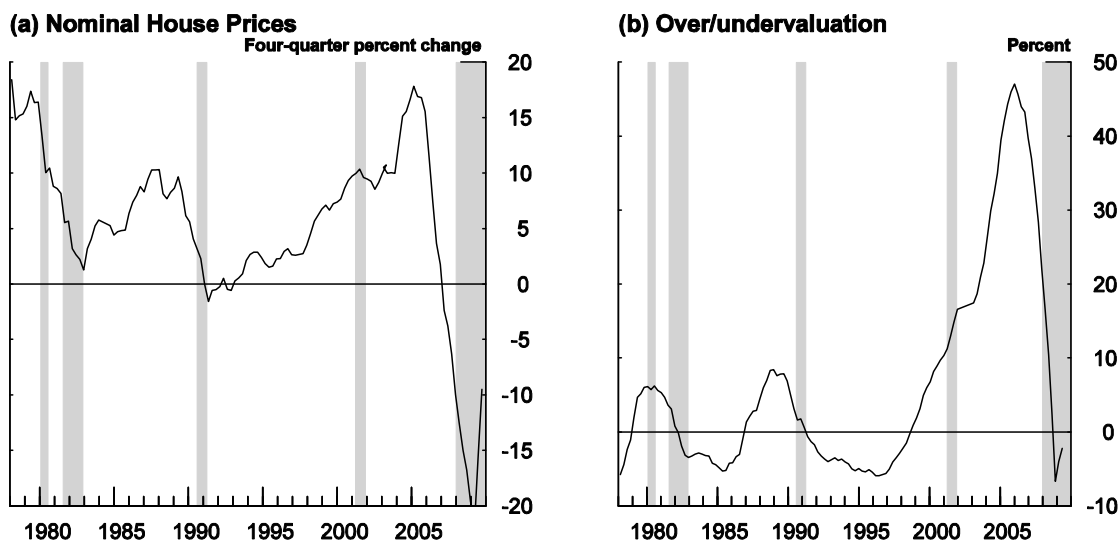 (a) Nominal House Prices
Four-quarter percent change
20
15
10
5
0
-5
-10
-15
-20
1980 1985 1990 1995 2000 2005
(b) Over/undervaluation
Percent
50
40
30
20
10
0
-10
1980 1985 1990 1995 2000 2005